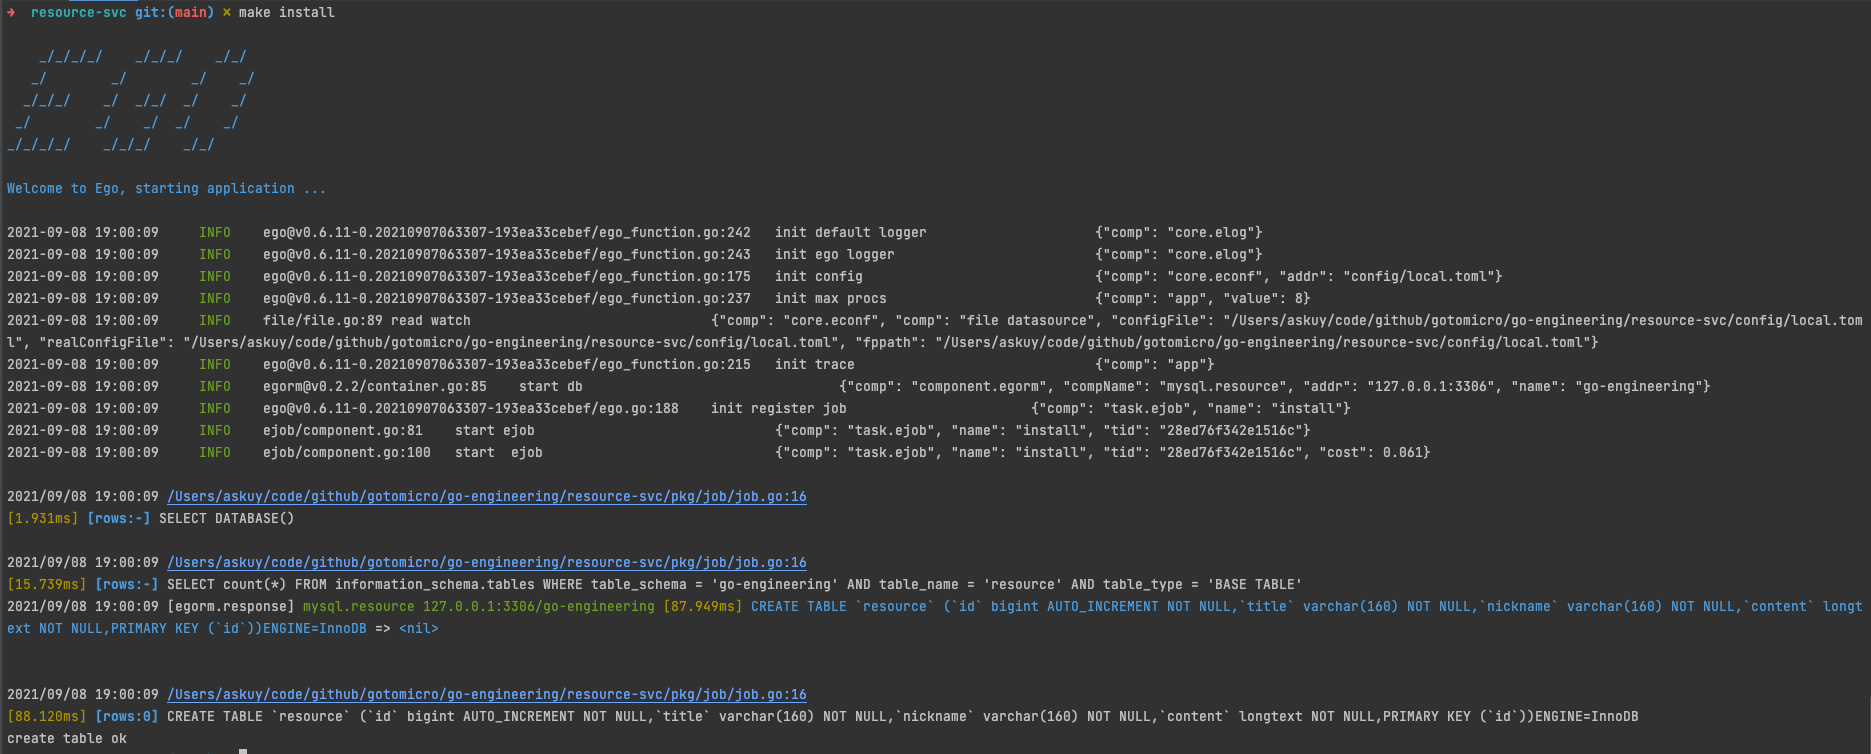 ➜  resource-svc git:(main) × make install
    _/_/_/_/    _/_/_/    _/_/
   _/        _/        _/    _/
  _/_/_/    _/  _/_/  _/    _/
 _/        _/    _/  _/    _/
_/_/_/_/    _/_/_/    _/_/
Welcome to Ego, starting application ...
2021-09-08 19:00:09     INFO    ego@v0.6.11-0.20210907063307-193ea33cebef/ego_function.go:242   init default logger                     {"comp": "core.elog"}
2021-09-08 19:00:09     INFO    ego@v0.6.11-0.20210907063307-193ea33cebef/ego_function.go:243   init ego logger                         {"comp": "core.elog"}
2021-09-08 19:00:09     INFO    ego@v0.6.11-0.20210907063307-193ea33cebef/ego_function.go:175   init config                             {"comp": "core.econf", "addr": "config/local.toml"}
2021-09-08 19:00:09     INFO    ego@v0.6.11-0.20210907063307-193ea33cebef/ego_function.go:237   init max procs                          {"comp": "app", "value": 8}
2021-09-08 19:00:09     INFO    file/file.go:89 read watch                              {"comp": "core.econf", "comp": "file datasource", "configFile": "/Users/askuy/code/github/gotomicro/go-engineering/resource-svc/config/local.tom
l", "realConfigFile": "/Users/askuy/code/github/gotomicro/go-engineering/resource-svc/config/local.toml", "fppath": "/Users/askuy/code/github/gotomicro/go-engineering/resource-svc/config/local.toml"}
2021-09-08 19:00:09     INFO    ego@v0.6.11-0.20210907063307-193ea33cebef/ego_function.go:215   init trace                              {"comp": "app"}
2021-09-08 19:00:09     INFO    egorm@v0.2.2/container.go:85    start db                                {"comp": "component.egorm", "compName": "mysql.resource", "addr": "127.0.0.1:3306", "name": "go-engineering"}
2021-09-08 19:00:09     INFO    ego@v0.6.11-0.20210907063307-193ea33cebef/ego.go:188    init register job                       {"comp": "task.ejob", "name": "install"}
2021-09-08 19:00:09     INFO    ejob/component.go:81    start ejob                              {"comp": "task.ejob", "name": "install", "tid": "28ed76f342e1516c"}
2021-09-08 19:00:09     INFO    ejob/component.go:100   start  ejob                             {"comp": "task.ejob", "name": "install", "tid": "28ed76f342e1516c", "cost": 0.061}
2021/09/08 19:00:09 /Users/askuy/code/github/gotomicro/go-engineering/resource-svc/pkg/job/job.go:16
[1.931ms] [rows:-] SELECT DATABASE()
2021/09/08 19:00:09 /Users/askuy/code/github/gotomicro/go-engineering/resource-svc/pkg/job/job.go:16
[15.739ms] [rows:-] SELECT count(*) FROM information_schema.tables WHERE table_schema = 'go-engineering' AND table_name = 'resource' AND table_type = 'BASE TABLE'
2021/09/08 19:00:09 [egorm.response] mysql.resource 127.0.0.1:3306/go-engineering [87.949ms] CREATE TABLE `resource` (`id` bigint AUTO_INCREMENT NOT NULL,`title` varchar(160) NOT NULL,`nickname` varchar(160) NOT NULL,`content` longt
ext NOT NULL,PRIMARY KEY (`id`))ENGINE=InnoDB => <nil>
2021/09/08 19:00:09 /Users/askuy/code/github/gotomicro/go-engineering/resource-svc/pkg/job/job.go:16
[88.120ms] [rows:0] CREATE TABLE `resource` (`id` bigint AUTO_INCREMENT NOT NULL,`title` varchar(160) NOT NULL,`nickname` varchar(160) NOT NULL,`content` longtext NOT NULL,PRIMARY KEY (`id`))ENGINE=InnoDB
create table ok